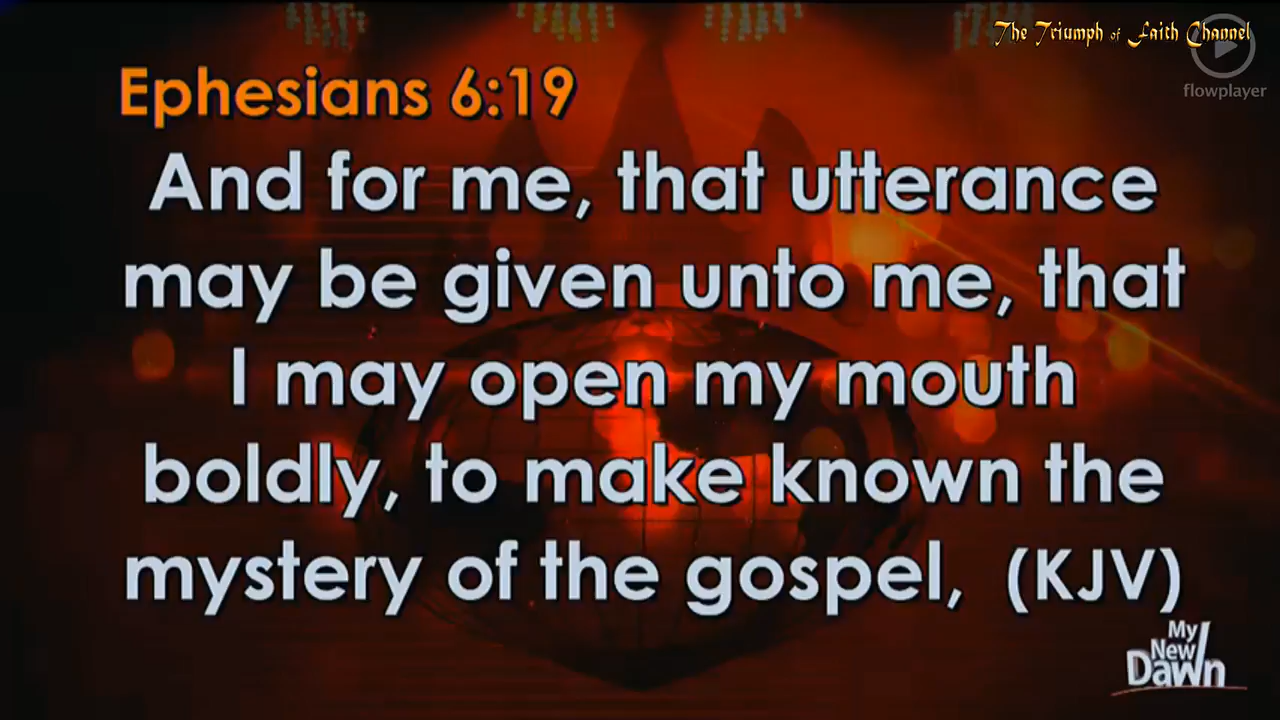 The Triumph of Faith Channel
flowplayer
Ephesians 6:19
And for me, that utterance
may be given unto me, that
I may open my mouth
boldly, to make known the
mystery of the gospel, (KJV)
My
New
Dawn